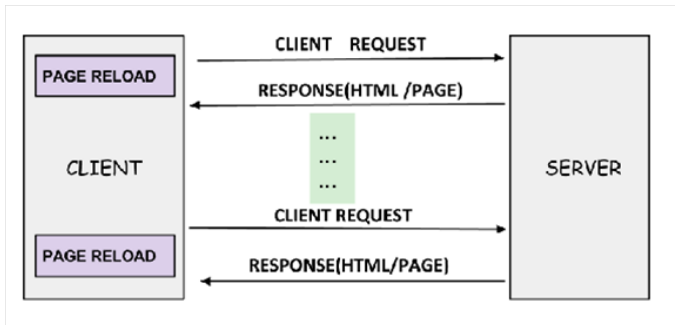 CLIENT REQUEST
PAGE RELOAD
RESPONSE(HTML /PAGE)
...
...
...
CLIENT
SERVER
CLIENT REQUEST
PAGE RELOAD
RESPONSE(HTML/PAGE)